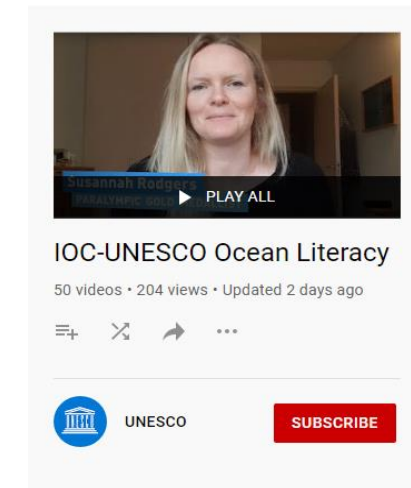 Susannah Rodgers
PARALYMPIC GOLD MEDALLIST
PLAY ALL
IOC-UNESCO Ocean Literacy
50 videos • 204 views • Updated 2 days ago
UNESCO
SUBSCRIBE